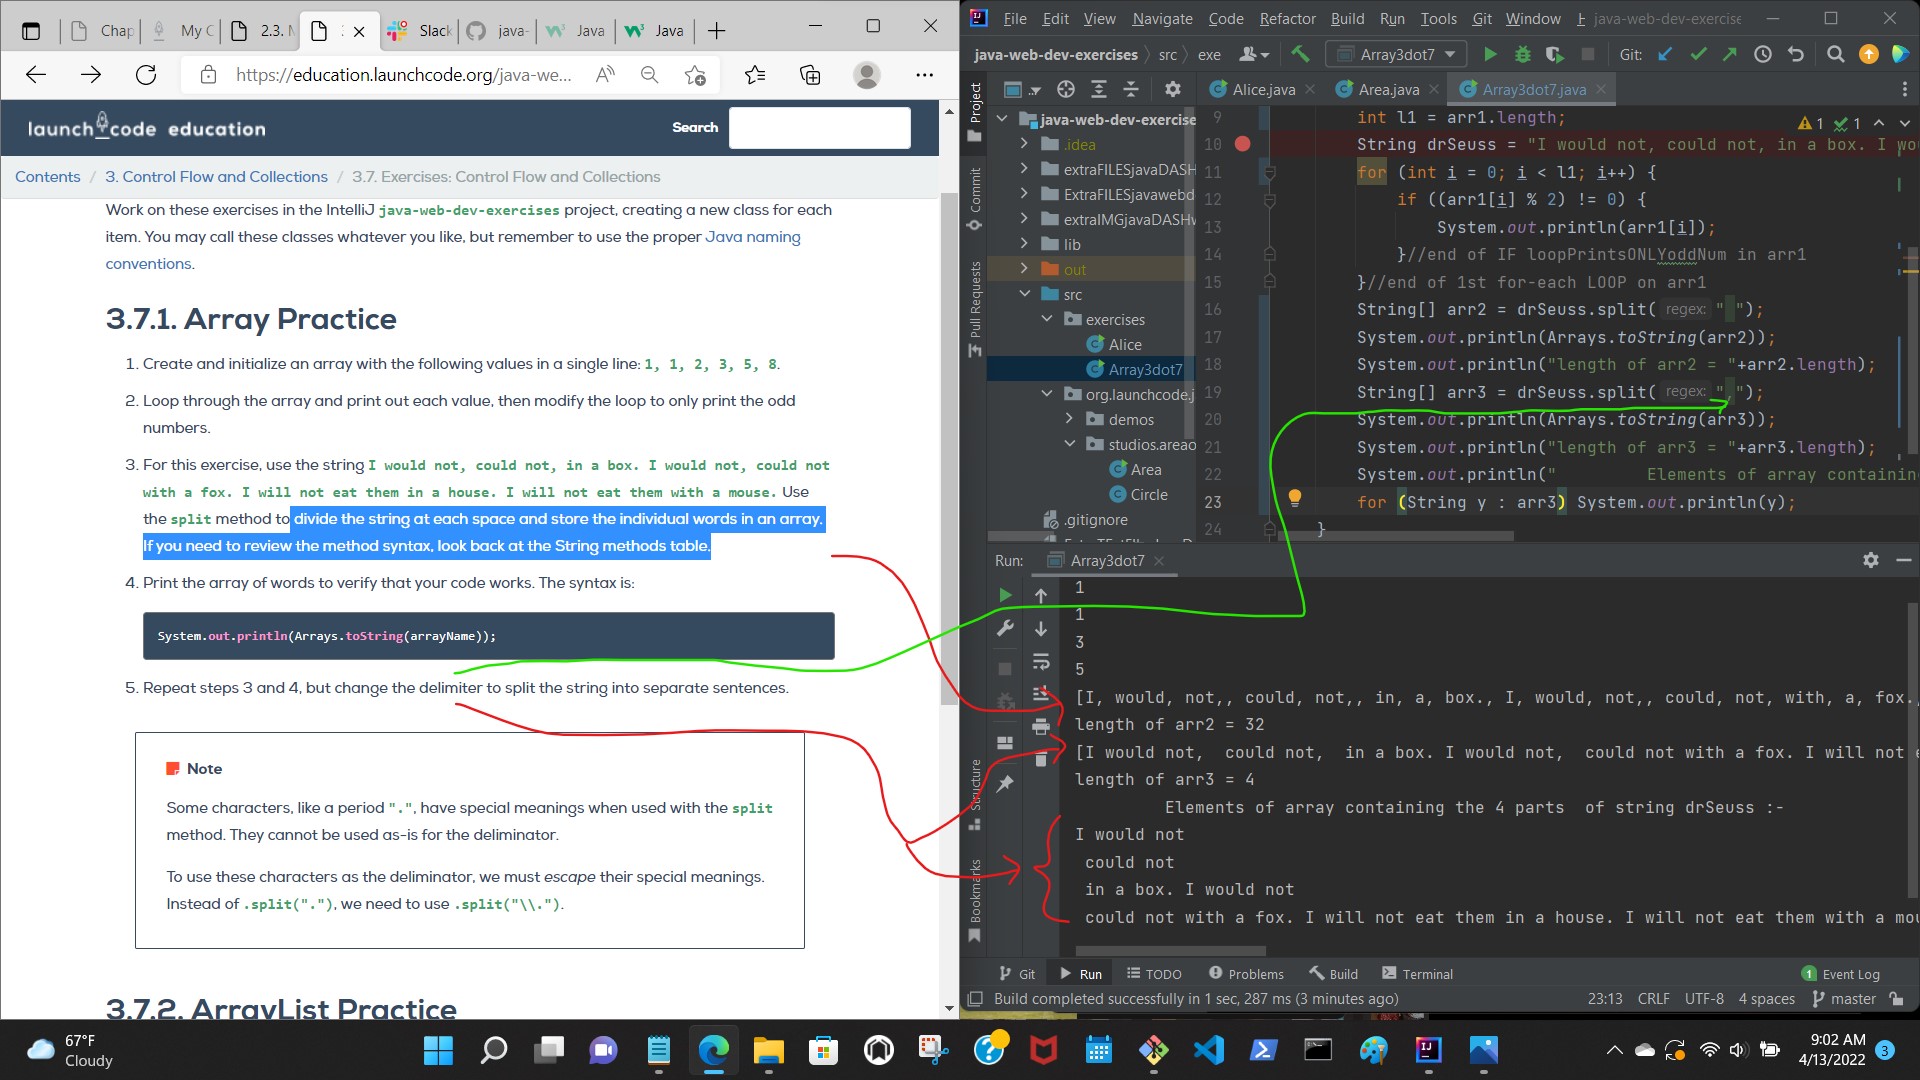 Chap
My C
2.3. M
Slack
java-
Java
Java
https://education.launchcode.org/java-we...
launch code education
Search
Contents / 3. Control Flow and Collections / 3.7. Exercises: Control Flow and Collections
Work on these exercises in the IntelliJ java-web-dev-exercises project, creating a new class for each
item. You may call these classes whatever you like, but remember to use the proper Java naming
conventions.
3.7.1. Array Practice
1. Create and initialize an array with the following values in a single line: 1, 1, 2, 3, 5, 8.
2. Loop through the array and print out each value, then modify the loop to only print the odd
numbers.
3. For this exercise, use the string I would not, could not, in a box. I would not, could not
with a fox. I will not eat them in a house. I will not eat them with a mouse. Use
the split method to divide the string at each space and store the individual words in an array.
If you need to review the method syntax, look back at the String methods table.
4. Print the array of words to verify that your code works. The syntax is:
System.out.println(Arrays.toString(arrayName));
5. Repeat steps 3 and 4, but change the delimiter to split the string into separate sentences.
Note
Some characters, like a period ".", have special meanings when used with the split
method. They cannot be used as-is for the deliminator.
To use these characters as the deliminator, we must escape their special meanings.
Instead of .split("."), we need to use .split("\\.").
3.7.2. ArrayList Practice
File Edit View Navigate Code Refactor Build Run Tools Git Window H java-web-dev-exercise
java-web-dev-exercises src exe Array3dot7 Git:
Project
Commit
Pull Requests
Structure
Bookmarks
Alice.java Area.java Array3dot7.java
java-web-dev-exercise
.idea
extraFILESjavaDASH
ExtraFILESjavawebd
extraIMGjavaDASHw
lib
out
src
exercises
Alice
Array3dot7
org.launchcode.j
demos
studios.areao
Area
Circle
.gitignore
1 1
9 int l1 = arr1.length;
10 String drSeuss = "I would not, could not, in a box. I wo
11 for (int i = 0; i < l1; i++) {
12 if ((arr1[i] % 2) != 0) {
13 System.out.println(arr1[i]);
14 }//end of IF loopPrintsONLYoddNum in arr1
15 }//end of 1st for-each LOOP on arr1
16 String[] arr2 = drSeuss.split( regex: " ");
17 System.out.println(Arrays.toString(arr2));
18 System.out.println("length of arr2 = "+arr2.length);
19 String[] arr3 = drSeuss.split( regex: ",");
20 System.out.println(Arrays.toString(arr3));
21 System.out.println("length of arr3 = "+arr3.length);
22 System.out.println("         Elements of array containin
23 for (String y : arr3) System.out.println(y);
24 }
Run: Array3dot7
1
1
3
5
[I, would, not,, could, not,, in, a, box., I, would, not,, could, not, with, a, fox.,
length of arr2 = 32
[I would not,  could not,  in a box. I would not,  could not with a fox. I will not e
length of arr3 = 4
Elements of array containing the 4 parts  of string drSeuss :-
I would not
could not
in a box. I would not
could not with a fox. I will not eat them in a house. I will not eat them with a mou
Git Run TODO Problems Build Terminal 1 Event Log
Build completed successfully in 1 sec, 287 ms (3 minutes ago) 23:13 CRLF UTF-8 4 spaces master
67°F
Cloudy
9:02 AM
4/13/2022
3